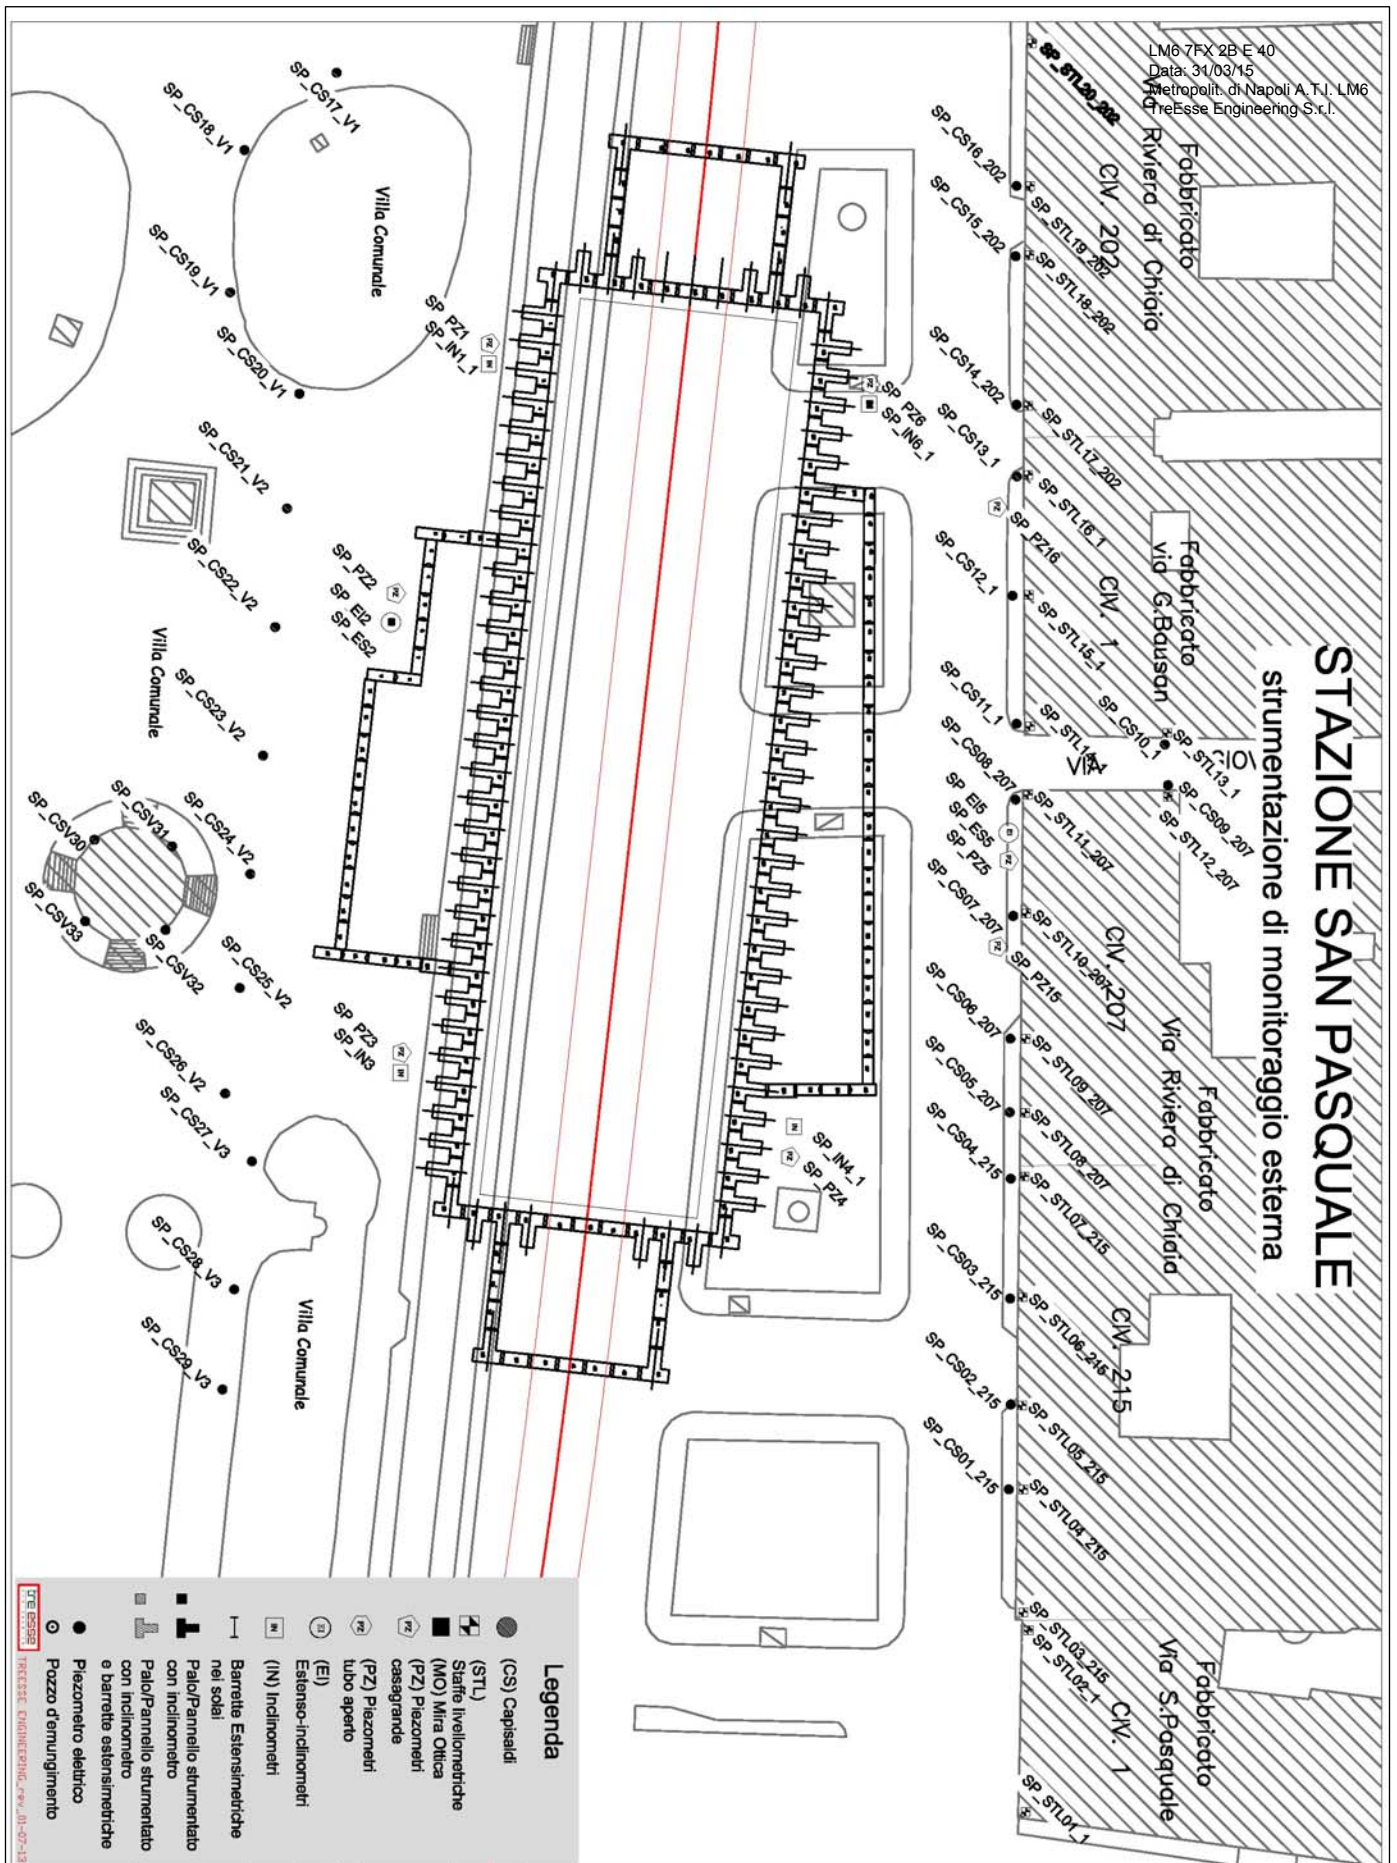 LM6 7FX 2B E 40
Data: 31/03/15
Metropolit. di Napoli A.T.I. LM6
TreEsse Engineering S.r.l.
STAZIONE SAN PASQUALE
strumentazione di monitoraggio esterna
Fabbricato
Via Riviera di Chiaia
CIV. 202
Fabbricato
via G.Bausan
CIV. 1
VIA
Fabbricato
Via Riviera di Chiaia
CIV. 207
CIV. 215
Fabbricato
Via S.Pasquale
CIV. 1
SP_STL20_202
SP_STL19_202
SP_STL18_202
SP_STL17_202
SP_STL16_1
SP_PZ16
SP_STL15_1
SP_STL14_1
SP_STL13_1
SP_STL12_207
SP_STL11_207
SP_STL10_207
SP_PZ15
SP_STL09_207
SP_STL08_207
SP_STL07_215
SP_STL06_215
SP_STL05_215
SP_STL04_215
SP_STL03_215
SP_STL02_1
SP_STL01_1
SP_CS16_202
SP_CS15_202
SP_CS14_202
SP_CS13_1
SP_CS12_1
SP_CS11_1
SP_CS10_1
SP_CS09_207
SP_CS08_207
SP_EI5
SP_ES5
SP_PZ5
SP_CS07_207
SP_CS06_207
SP_CS05_207
SP_CS04_215
SP_CS03_215
SP_CS02_215
SP_CS01_215
SP_PZ6
SP_IN6_1
SP_IN4_1
SP_PZ4
SP_PZ1
SP_IN1_1
SP_PZ2
SP_EI2
SP_ES2
SP_PZ3
SP_IN3
SP_CS17_V1
SP_CS18_V1
SP_CS19_V1
SP_CS20_V1
SP_CS21_V2
SP_CS22_V2
SP_CS23_V2
SP_CS24_V2
SP_CSV30
SP_CSV31
SP_CSV32
SP_CSV33
SP_CS25_V2
SP_CS26_V2
SP_CS27_V3
SP_CS28_V3
SP_CS29_V3
Villa Comunale
Villa Comunale
Villa Comunale
Legenda
(CS) Capisaldi
(STL)
Staffe livellometriche
(MO) Mira Ottica
(PZ) Piezometri
casagrande
(PZ) Piezometri
tubo aperto
(EI)
Estenso-inclinometri
(IN) Inclinometri
Barrette Estensimetriche
nei solai
Palo/Pannello strumentato
con inclinometro
Palo/Pannello strumentato
con inclinometro
e barrette estensimetriche
Piezometro elettrico
Pozzo d'emungimento
tre esse
TREESSE ENGINEERING_rev_01-07-13